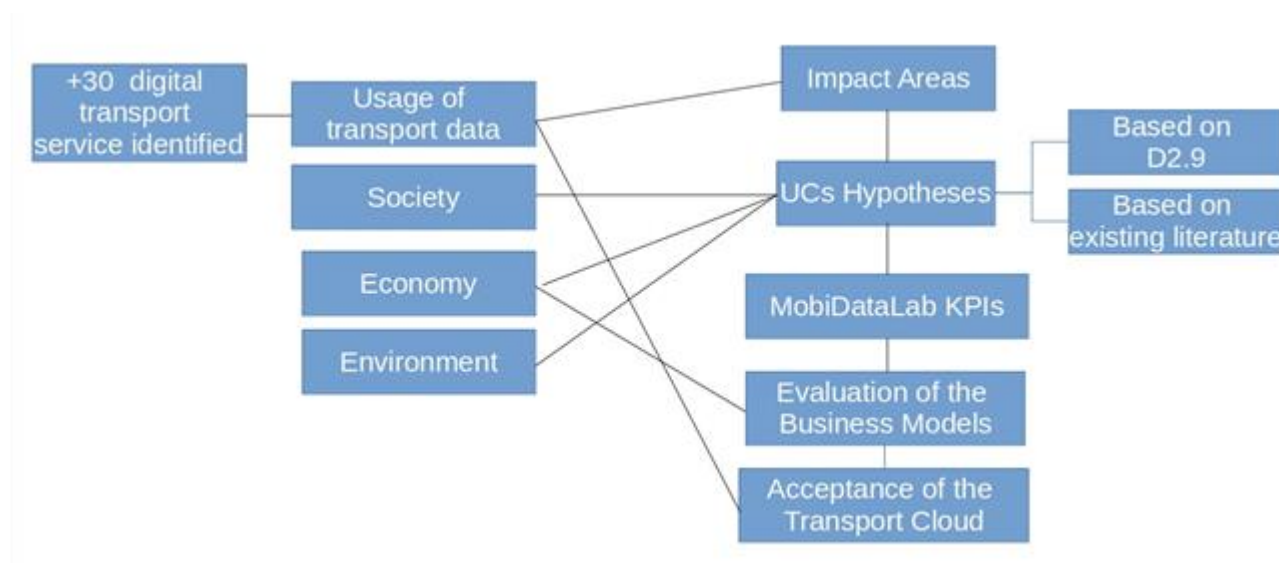 +30 digital
transport
service identified
Usage of
transport data
Society
Economy
Environment
Impact Areas
UCs Hypotheses
MobiDataLab KPIs
Evaluation of the
Business Models
Acceptance of the
Transport Cloud
Based on
D2.9
Based on
existing literature